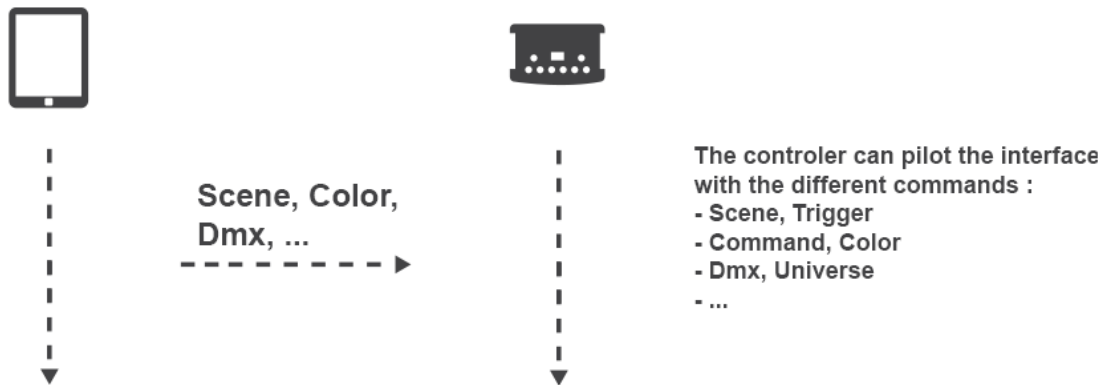 Scene, Color,
Dmx, ...
The controler can pilot the interface
with the different commands :
- Scene, Trigger
- Command, Color
- Dmx, Universe
- ...